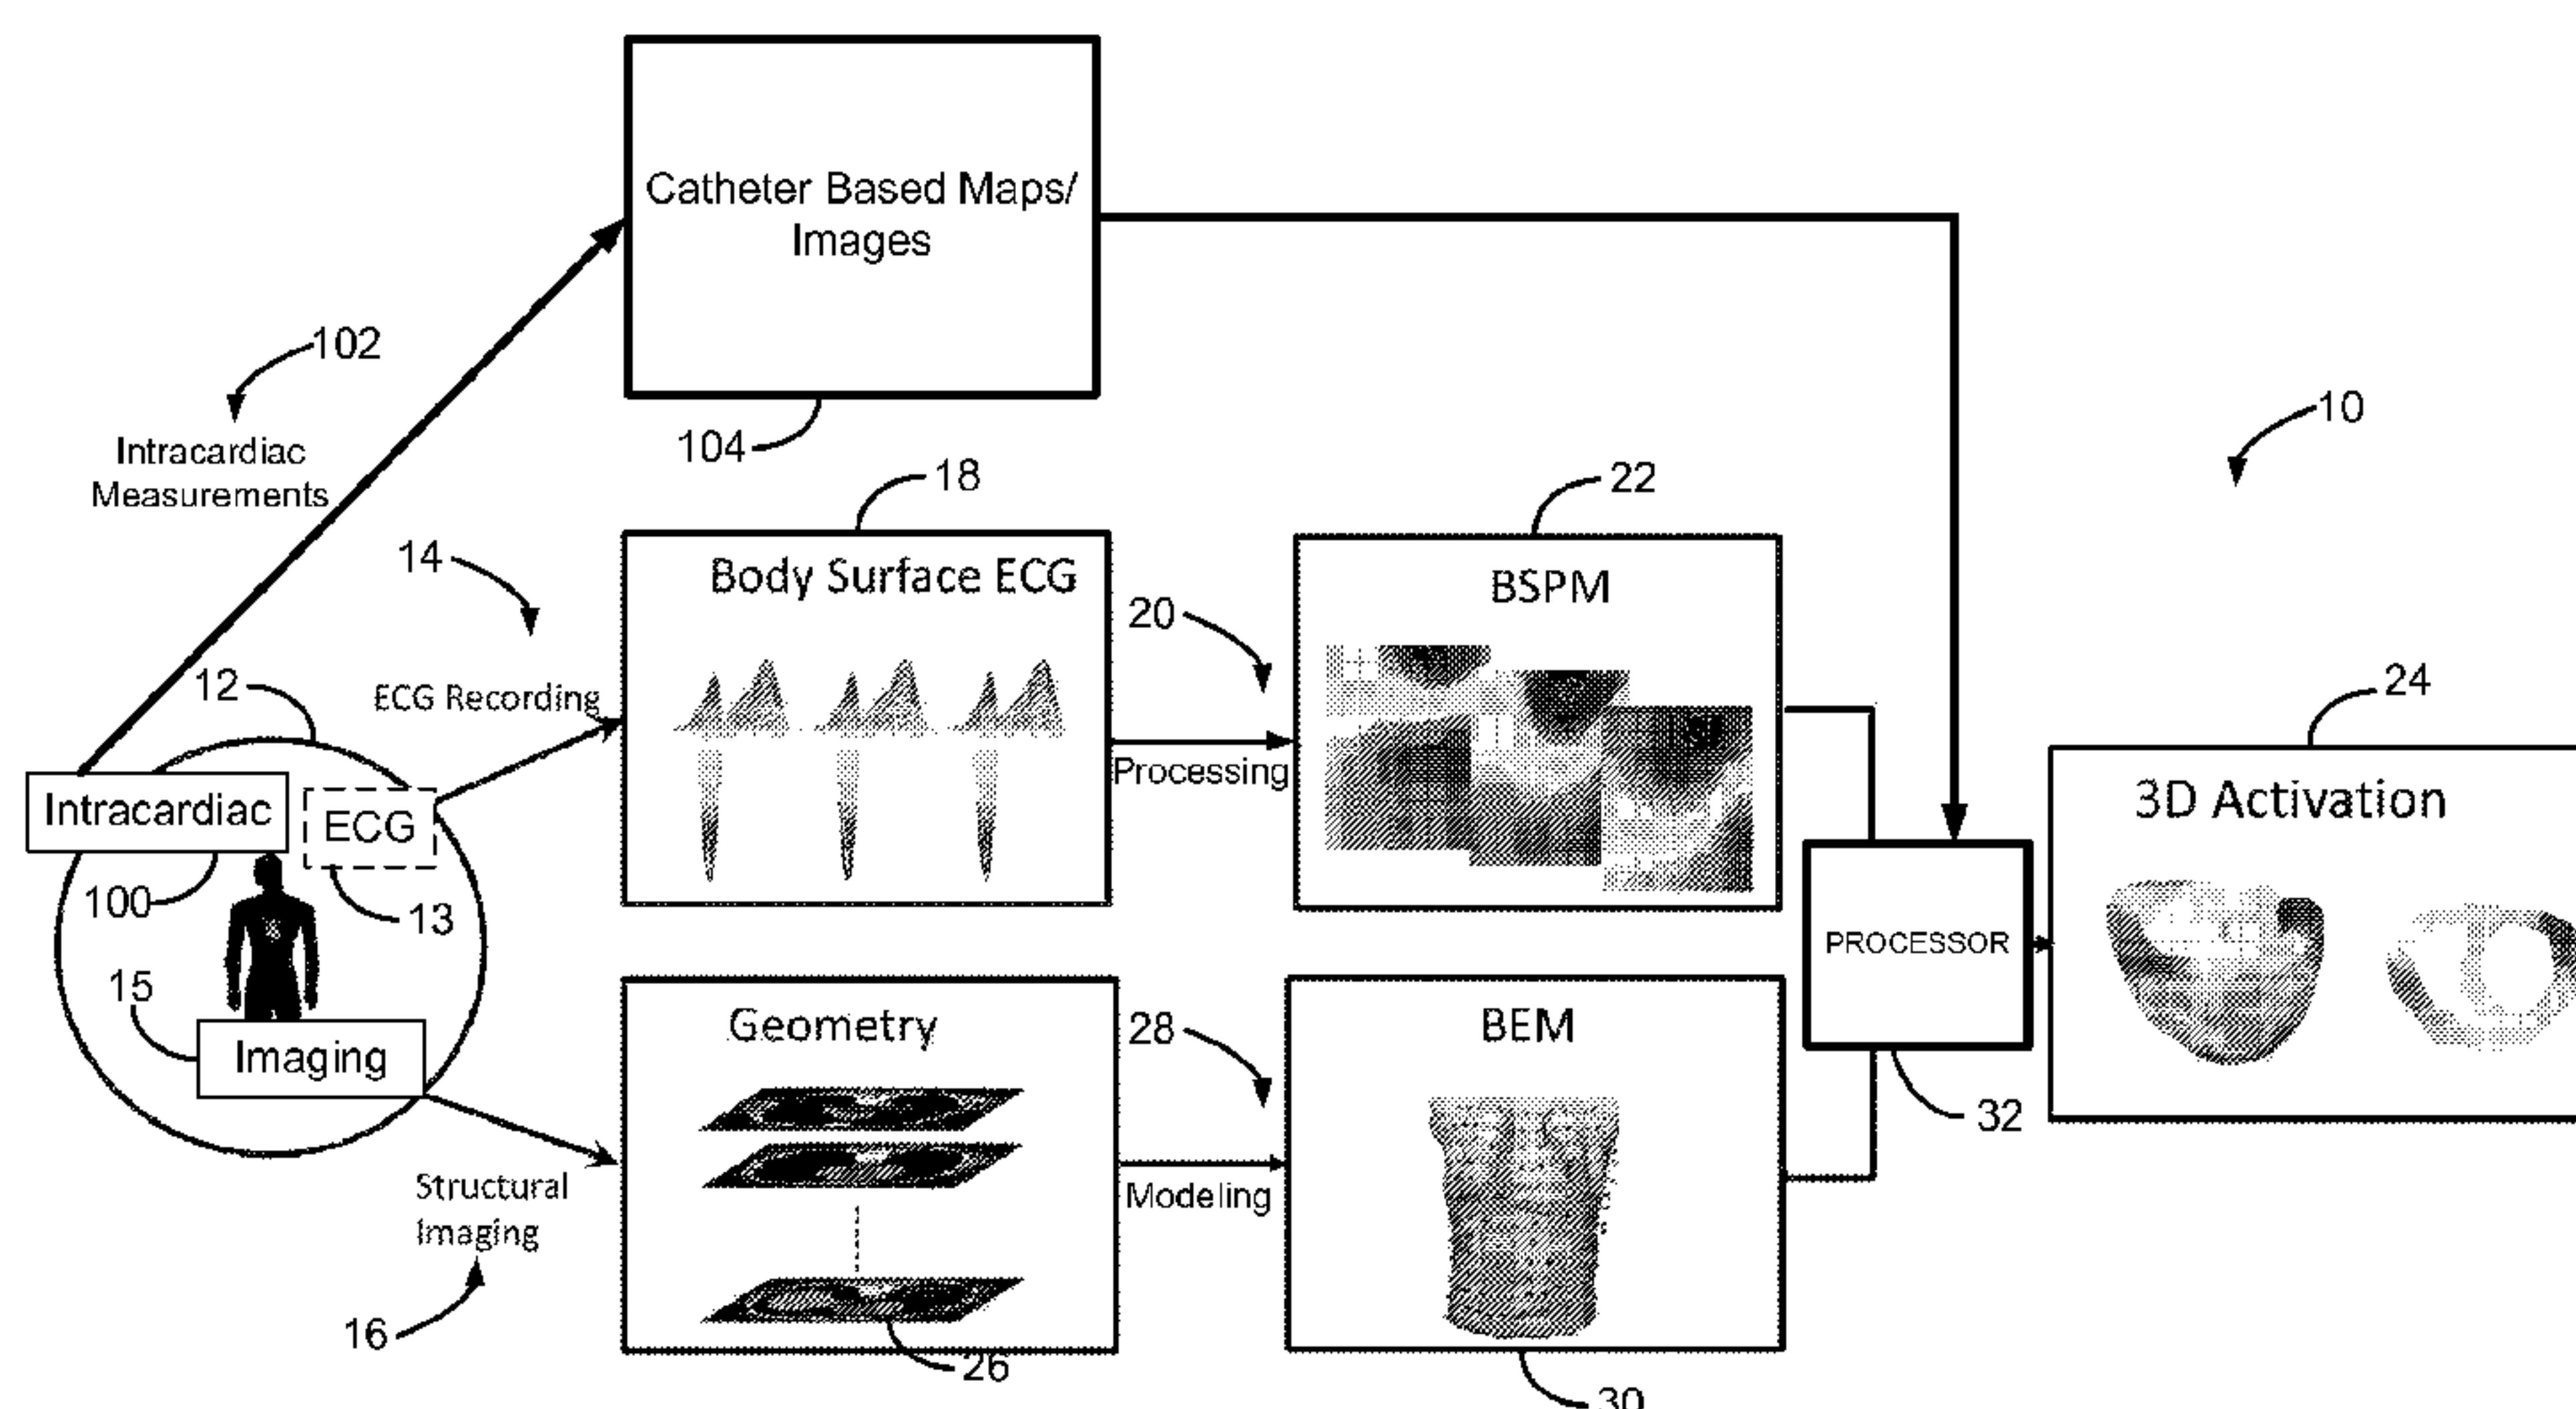 Catheter Based Maps/
Images
102
Intracardiac
Measurements
104
10
18
22
14
Body Surface ECG
BSPM
20
12
ECG Recording
24
Processing
3D Activation
Intracardiac
ECG
100
13
PROCESSOR
15
Imaging
Geometry
28
BEM
32
Structural
Imaging
Modeling
16
26
30